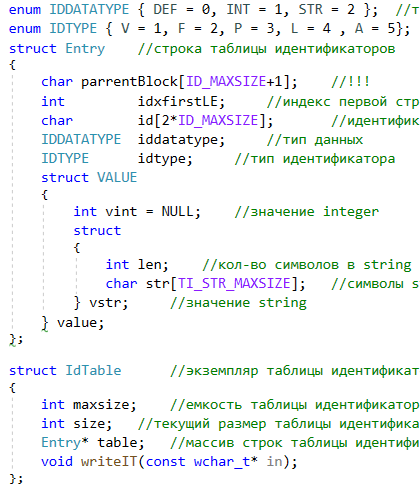 enum IDDATATYPE { DEF = 0, INT = 1, STR = 2 };  //т
enum IDTYPE { V = 1, F = 2, P = 3, L = 4 , A = 5};
struct Entry    //строка таблицы идентификаторов
{
    char parrentBlock[ID_MAXSIZE+1];    //!!!
    int         idxfirstLE;     //индекс первой стр
    char        id[2*ID_MAXSIZE];       //идентифик
    IDDATATYPE  iddatatype;     //тип данных
    IDTYPE      idtype;     //тип идентификатора
    struct VALUE
    {
        int vint = NULL;    //значение integer
        struct
        {
            int len;    //кол-во символов в string
            char str[TI_STR_MAXSIZE];   //символы s
        } vstr;     //значение string
    } value;
};
struct IdTable      //экземпляр таблицы идентификат
{
    int maxsize;    //емкость таблицы идентификатор
    int size;   //текущий размер таблицы идентифика
    Entry* table;   //массив строк таблицы идентифи
    void writeIT(const wchar_t* in);
};